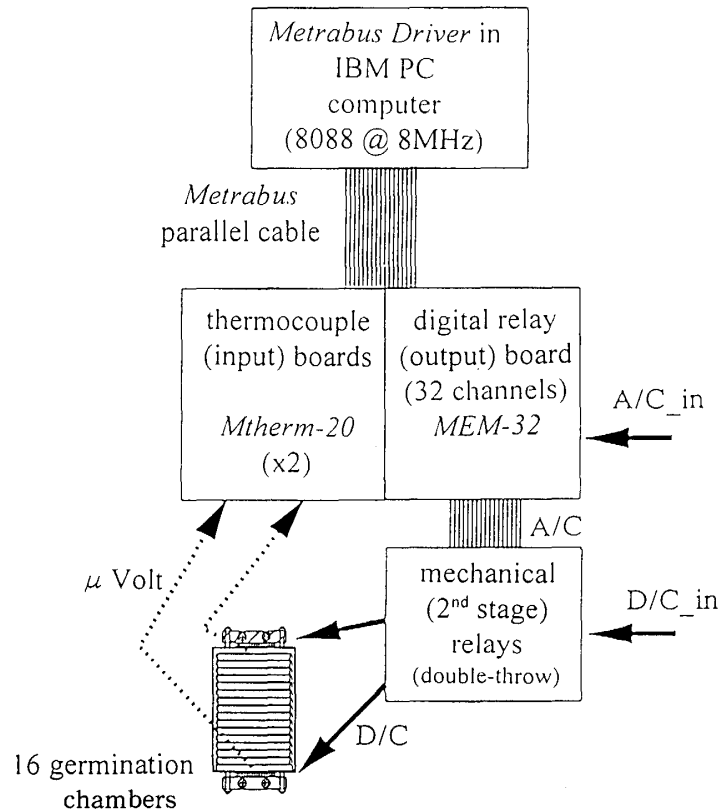 Metrabus Driver in
IBM PC
computer
(8088 @ 8MHz)
Metrabus
parallel cable
thermocouple
(input) boards
Mtherm-20
(x2)
digital relay
(output) board
(32 channels)
MEM-32
A/C_in
A/C
μ Volt
mechanical
(2nd stage)
relays
(double-throw)
D/C_in
D/C
16 germination
chambers